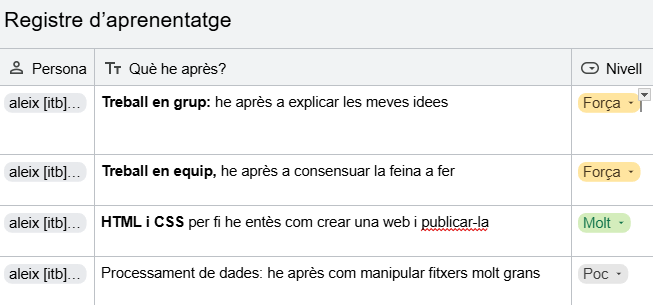 Registre d’aprenentatge
Persona Què he après? Nivell
aleix [itb]... Treball en grup: he après a explicar les meves idees Força
aleix [itb]... Treball en equip, he après a consensuar la feina a fer Força
aleix [itb]... HTML i CSS per fi he entès com crear una web i publicar-la Molt
aleix [itb]... Processament de dades: he après com manipular fitxers molt grans Poc